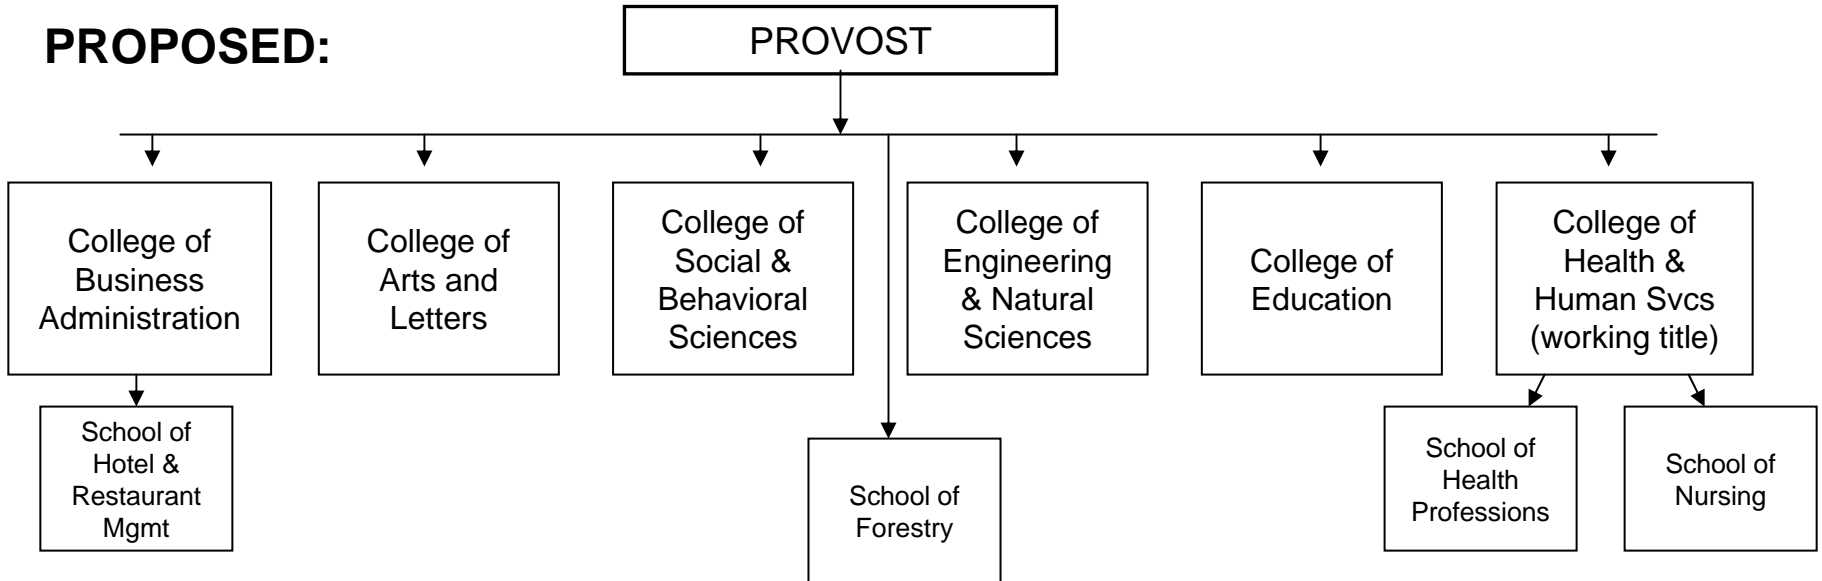 PROPOSED:
PROVOST
College of
Business
Administration
College of
Arts and
Letters
College of
Social &
Behavioral
Sciences
College of
Engineering
& Natural
Sciences
College of
Education
College of
Health &
Human Svcs
(working title)
School of
Hotel &
Restaurant
Mgmt
School of
Forestry
School of
Health
Professions
School of
Nursing